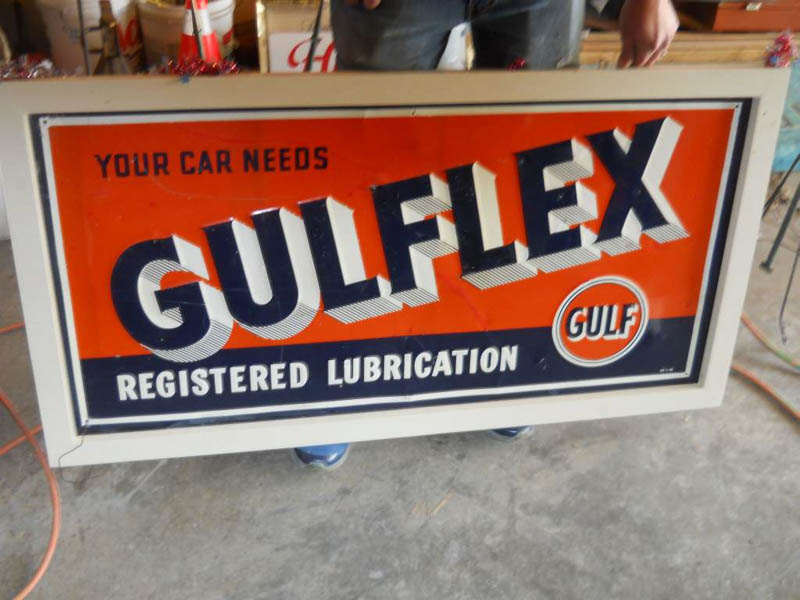 YOUR CAR NEEDS
GULFLEX
GULF
REGISTERED LUBRICATION